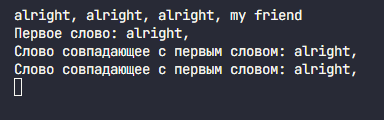 alright, alright, alright, my friend
Первое слово: alright,
Слово совпадающее с первым словом: alright,
Слово совпадающее с первым словом: alright,